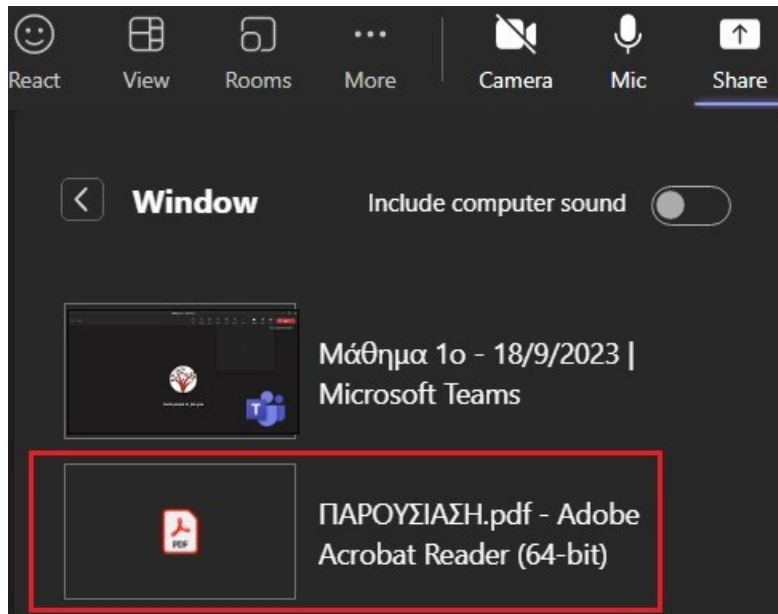 React View Rooms More Camera Mic Share
Window Include computer sound
Μάθημα 1ο - 18/9/2023 |
Microsoft Teams
ΠΑΡΟΥΣΙΑΣΗ.pdf - Adobe
Acrobat Reader (64-bit)
PDF